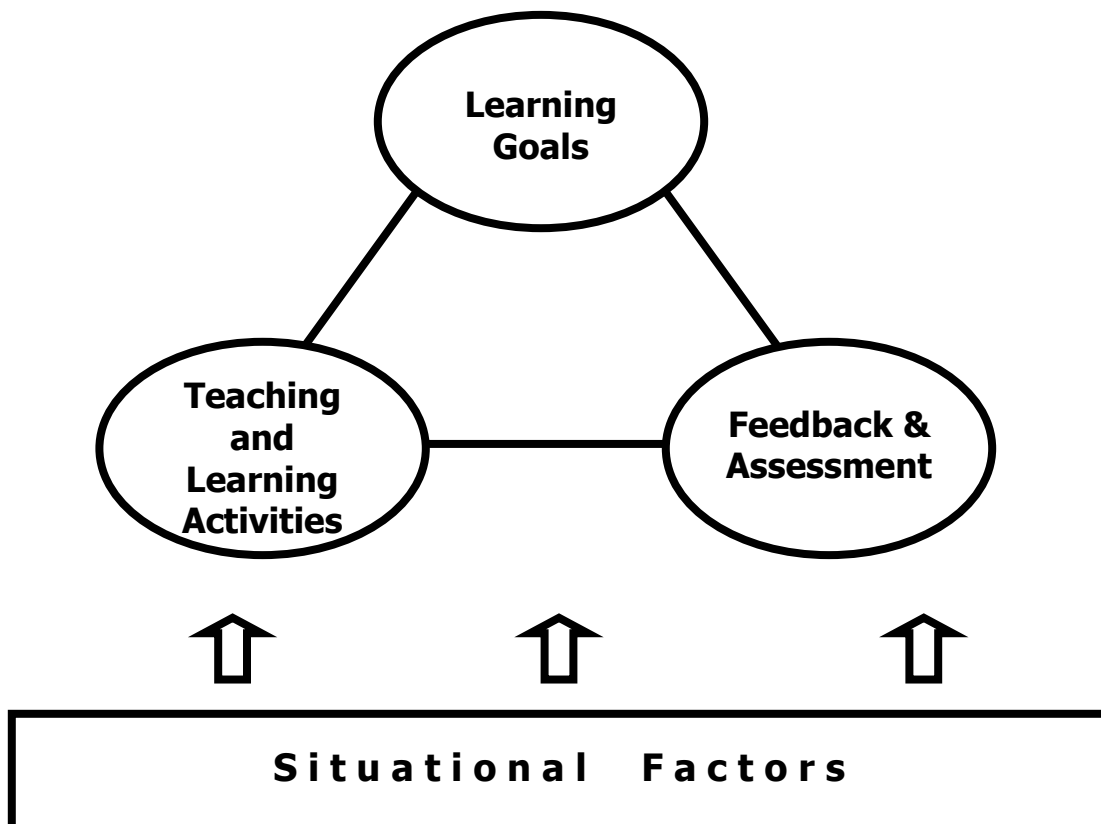 Learning
Goals
Teaching
and
Learning
Activities
Feedback &
Assessment
Situational Factors